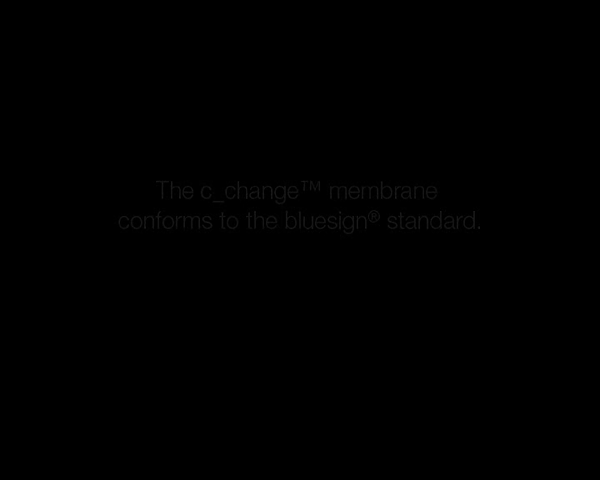 The c_change™ membrane
conforms to the bluesign® standard.